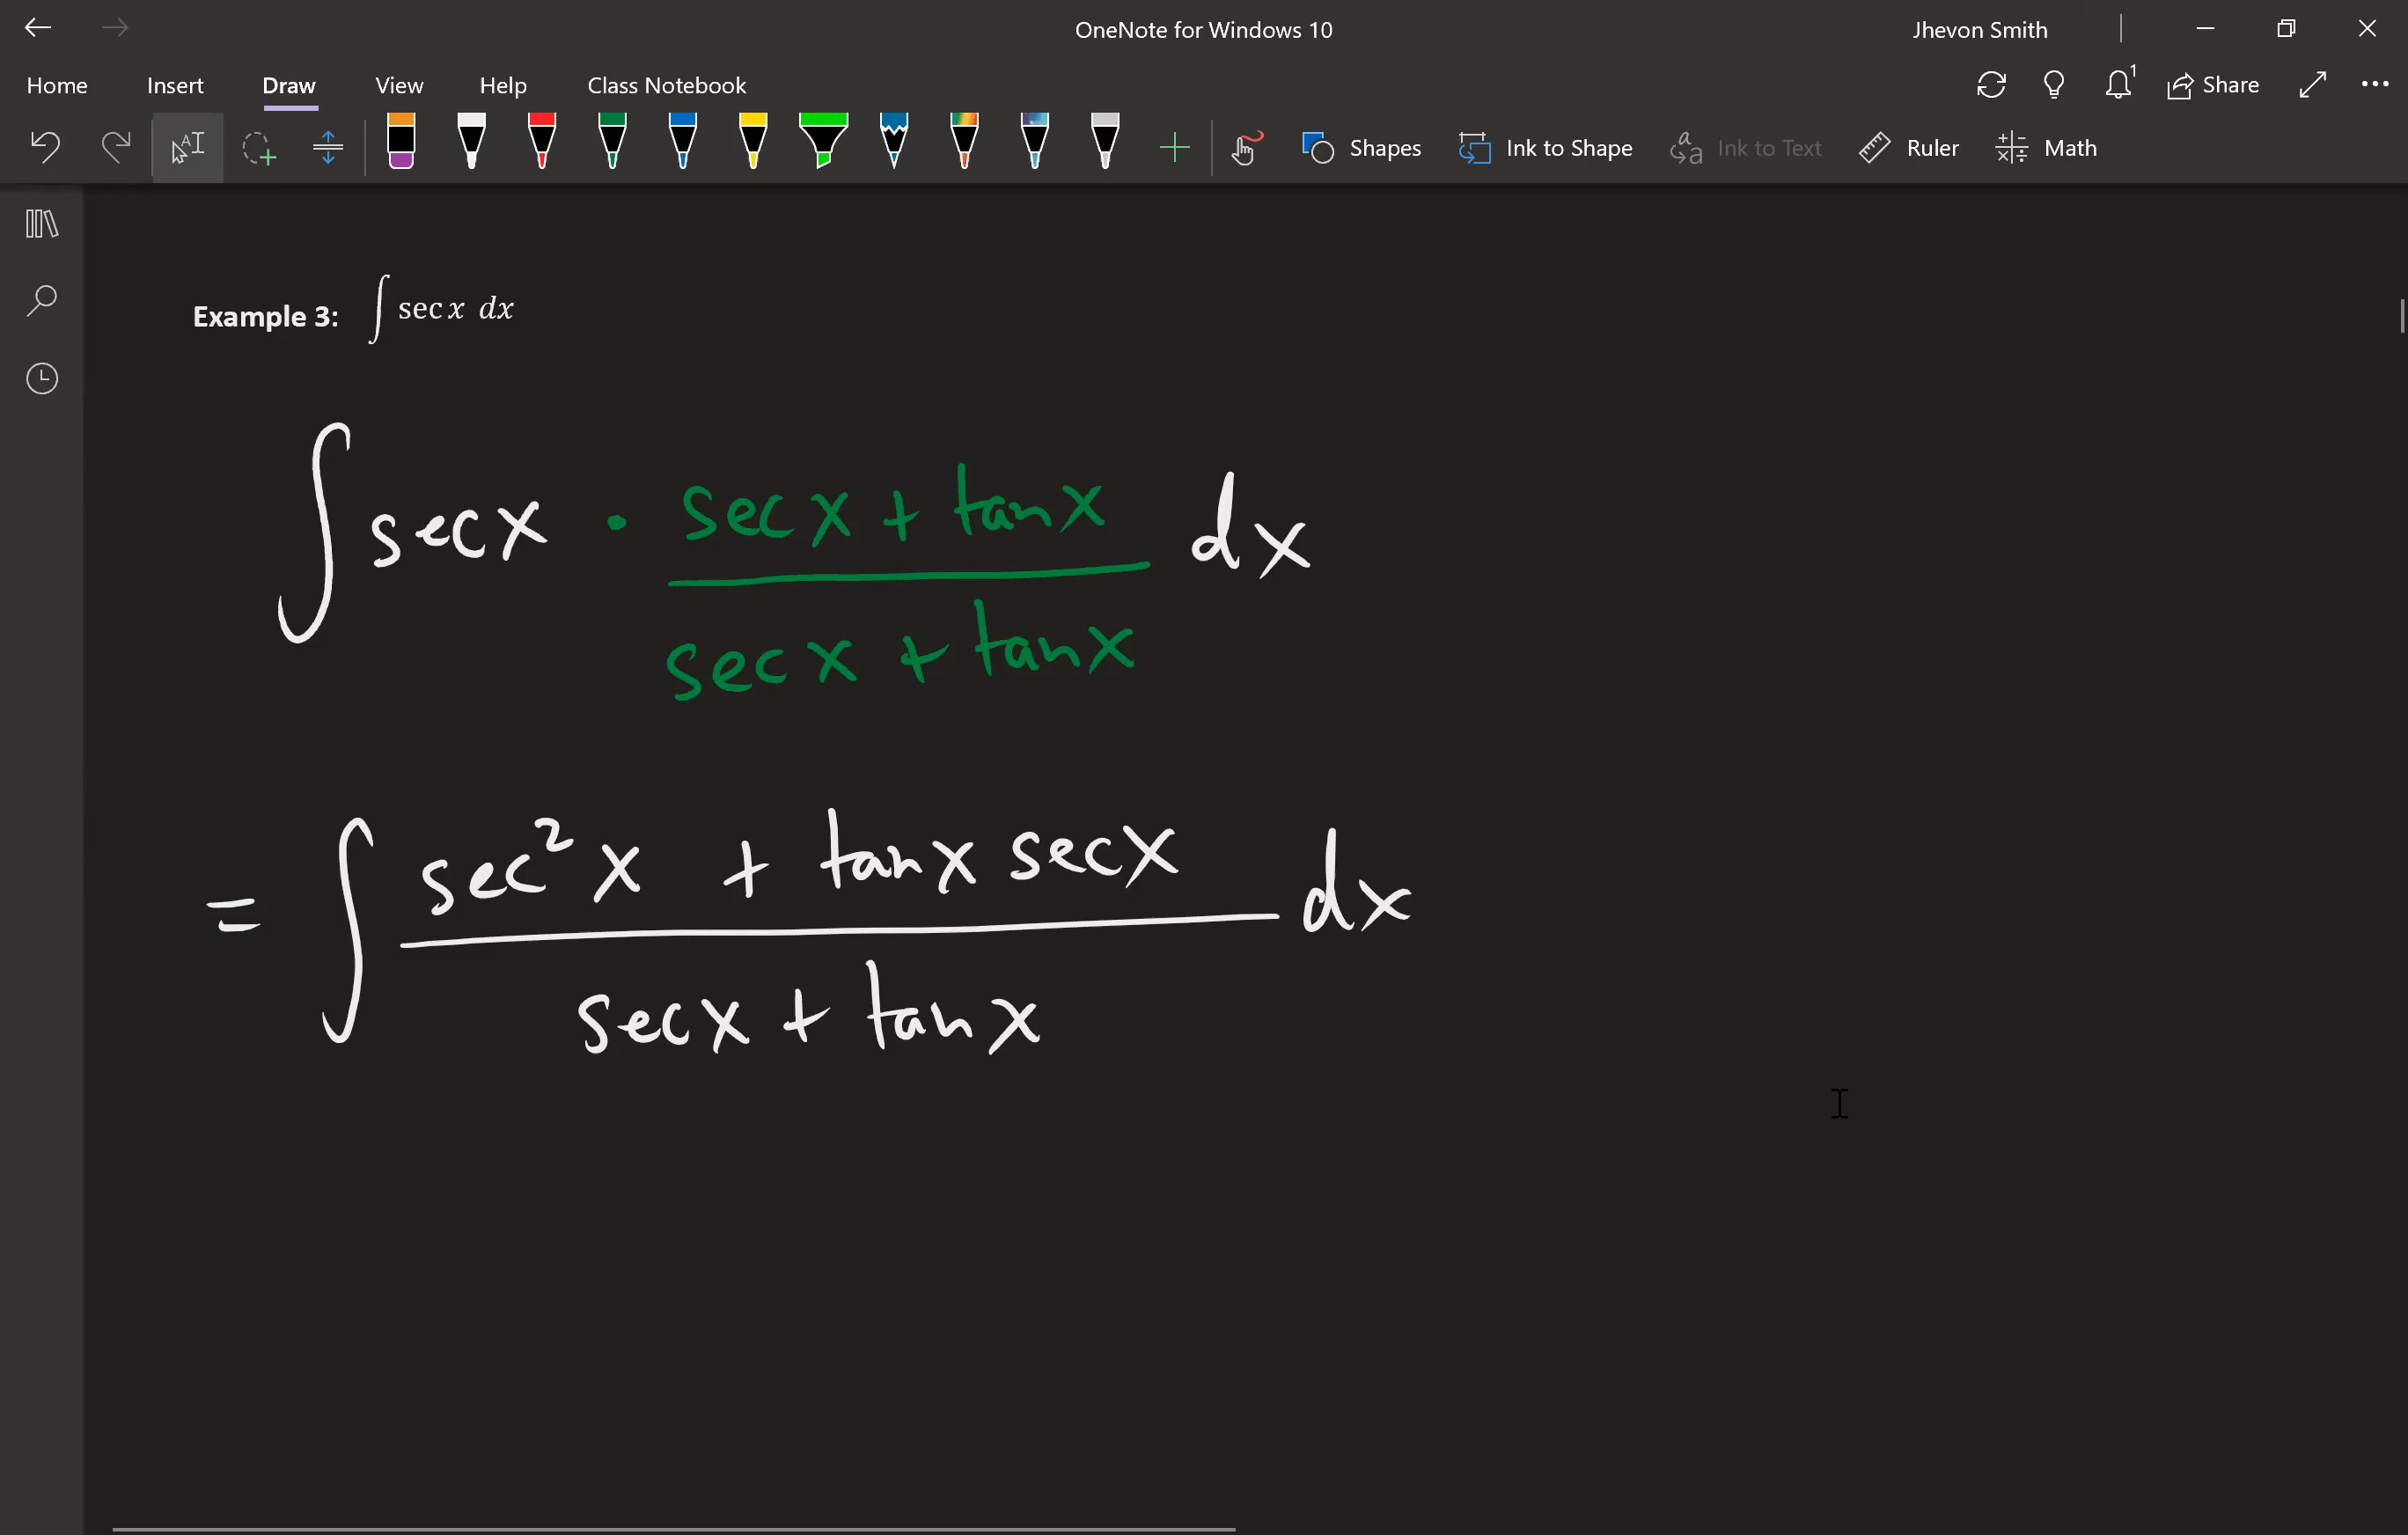 OneNote for Windows 10
Jhevon Smith
Home Insert Draw View Help Class Notebook
1
Share
Shapes Ink to Shape Ink to Text Ruler Math
Example 3: ∫ sec x dx
∫ sec x · (sec x + tan x)/(sec x + tan x) dx
= ∫ (sec² x + tan x sec x)/(sec x + tan x) dx